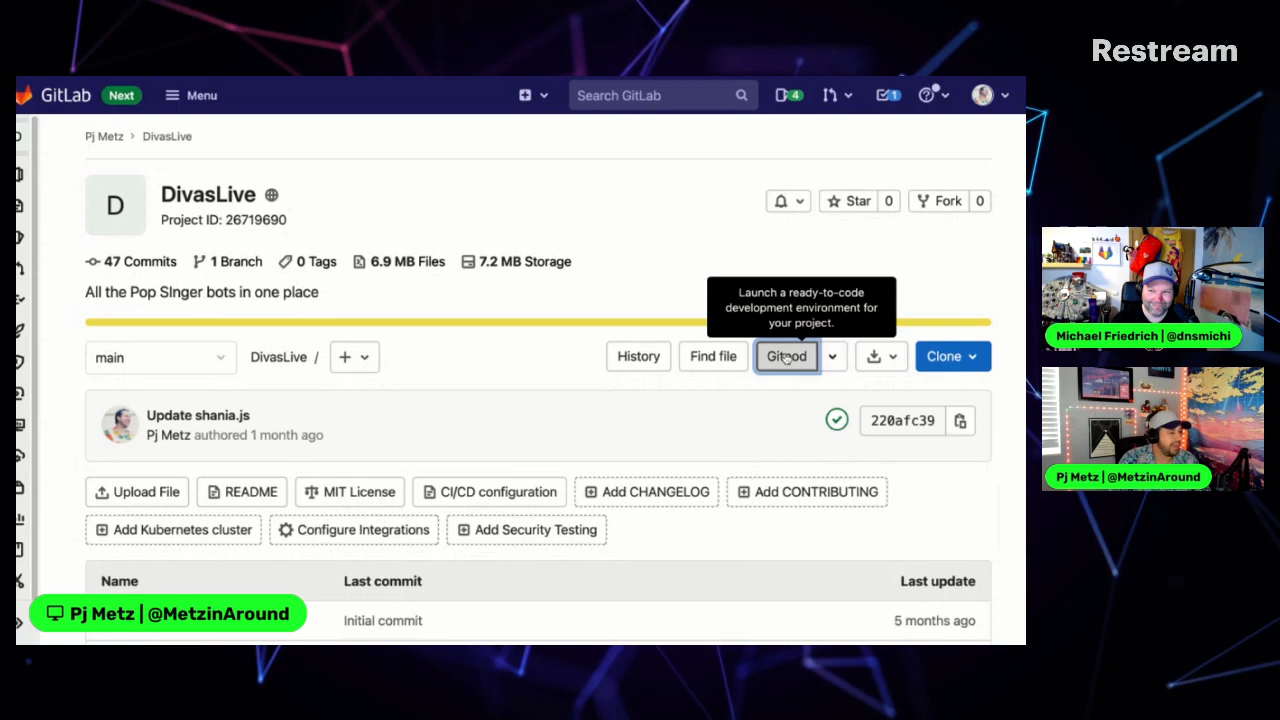 Restream
GitLab Next Menu Search GitLab 4 1
Pj Metz > DivasLive
D
DivasLive
Project ID: 26719690
Star 0 Fork 0
47 Commits 1 Branch 0 Tags 6.9 MB Files 7.2 MB Storage
All the Pop SInger bots in one place
Launch a ready-to-code
development environment for
your project.
main DivasLive / History Find file Gitpod Clone
Update shania.js
Pj Metz authored 1 month ago
220afc39
Upload File README MIT License CI/CD configuration Add CHANGELOG Add CONTRIBUTING
Add Kubernetes cluster Configure Integrations Add Security Testing
Name Last commit Last update
Initial commit 5 months ago
Pj Metz | @MetzinAround
Michael Friedrich | @dnsmichi
Pj Metz | @MetzinAround